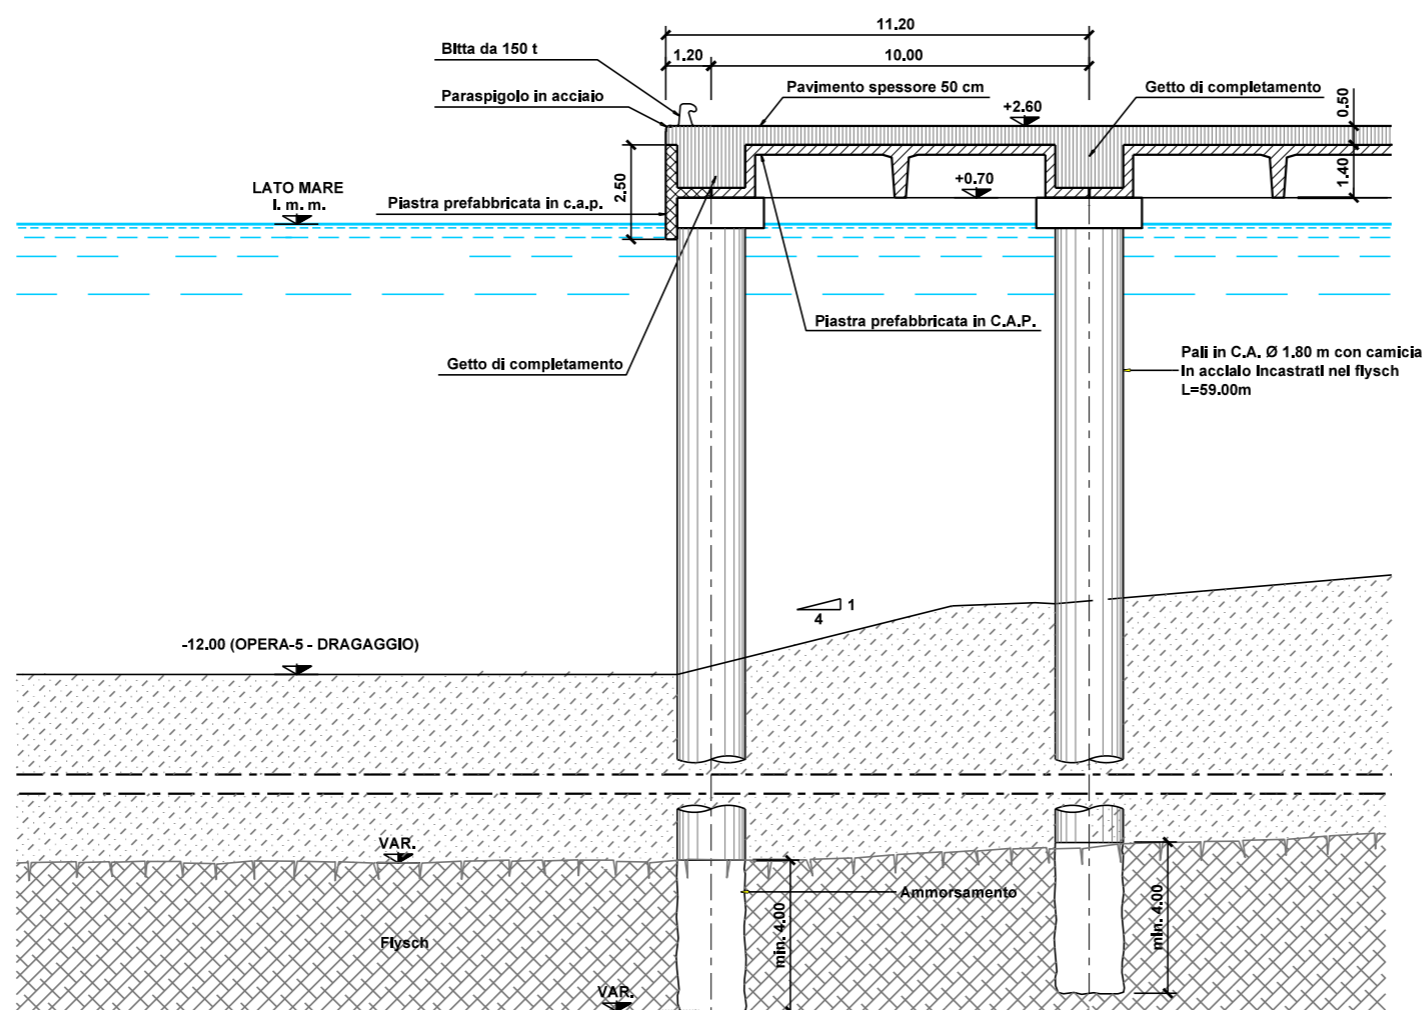 11.20
Bitta da 150 t
1.20
10.00
Paraspigolo in acciaio
Pavimento spessore 50 cm
Getto di completamento
+2.60
0.50
2.50
1.40
LATO MARE
l. m. m.
+0.70
Piastra prefabbricata in c.a.p.
Piastra prefabbricata in C.A.P.
Getto di completamento
Pali in C.A. Ø 1.80 m con camicia
in acciaio incastrati nel flysch
L=59.00m
1
4
-12.00 (OPERA-5 - DRAGAGGIO)
VAR.
Ammorsamento
min. 4.00
min. 4.00
Flysch
VAR.